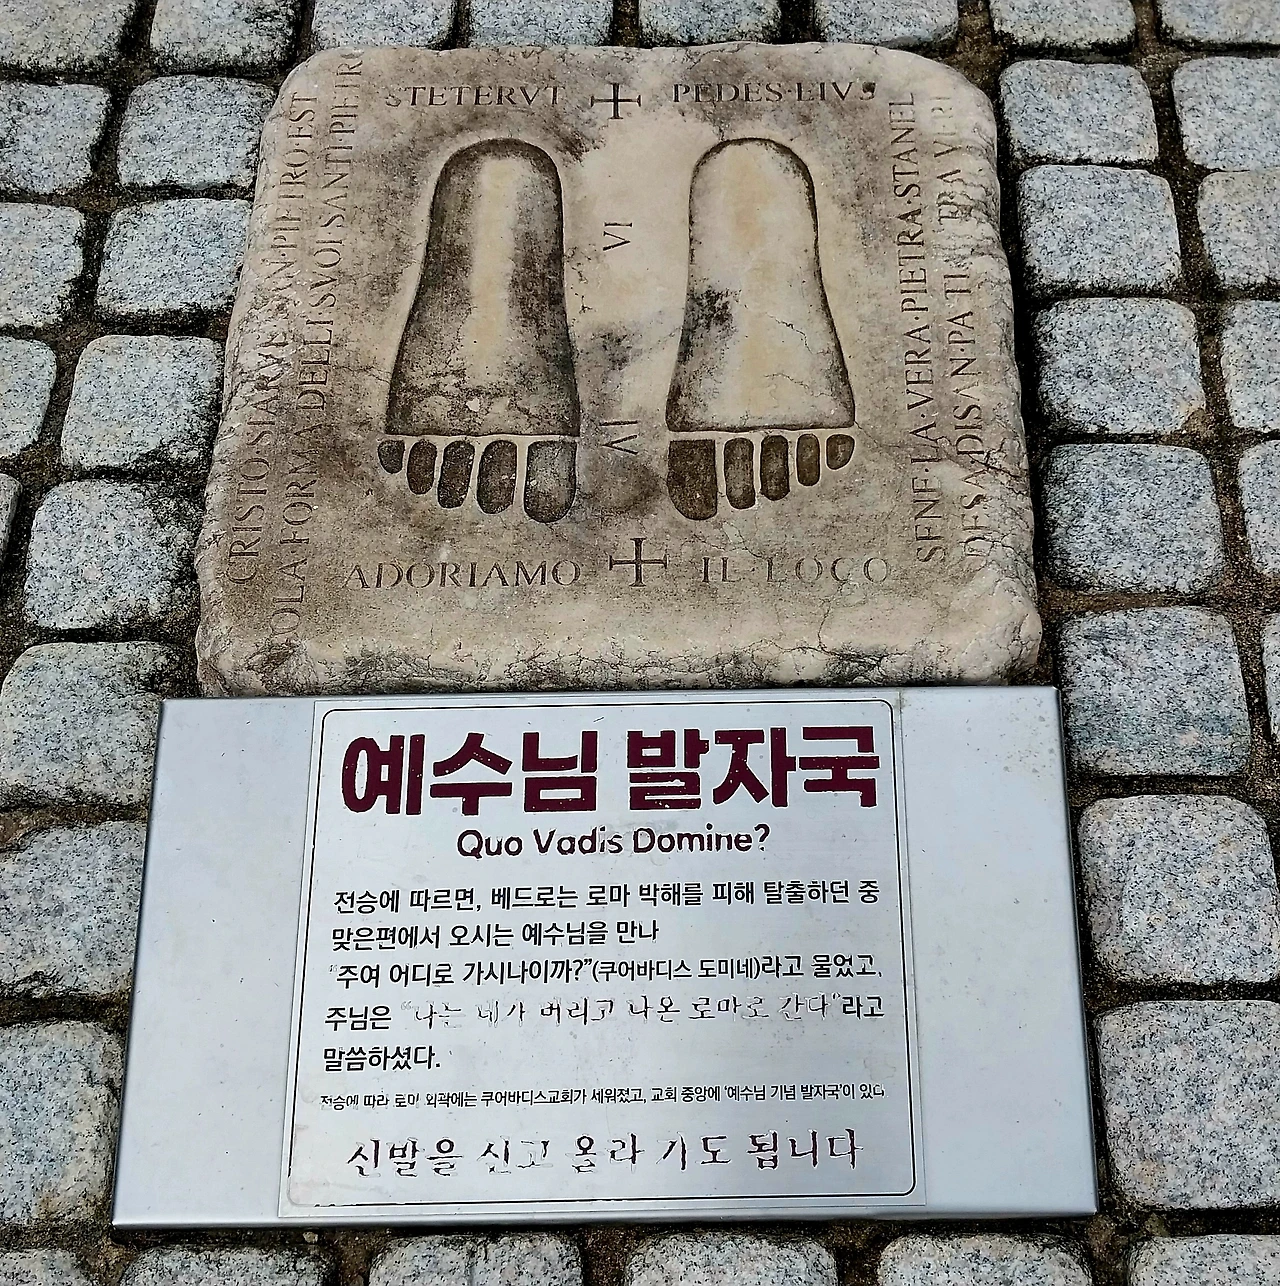 STETERVT + PEDES·EIVS
CRISTO·SIARVE·SAN·PIETRO·EST
LA FORMA DELLI SVOI SANTI·PIE
VI
VI
SENE·LA·VERA PIETRA·STANEL
ADORIAMO + IL·LOCO
예수님 발자국
Quo Vadis Domine?
전승에 따르면, 베드로는 로마 박해를 피해 탈출하던 중
맞은편에서 오시는 예수님을 만나
“주여 어디로 가시나이까?”(쿠어바디스 도미네)라고 물었고,
주님은 “나는 네가 버리고 나온 로마로 간다”라고
말씀하셨다.
전승에 따라 로마 외곽에는 쿠어바디스교회가 세워졌고, 교회 중앙에 ‘예수님 기념 발자국’이 있다
신발을 신고 올라 기도 됩니다